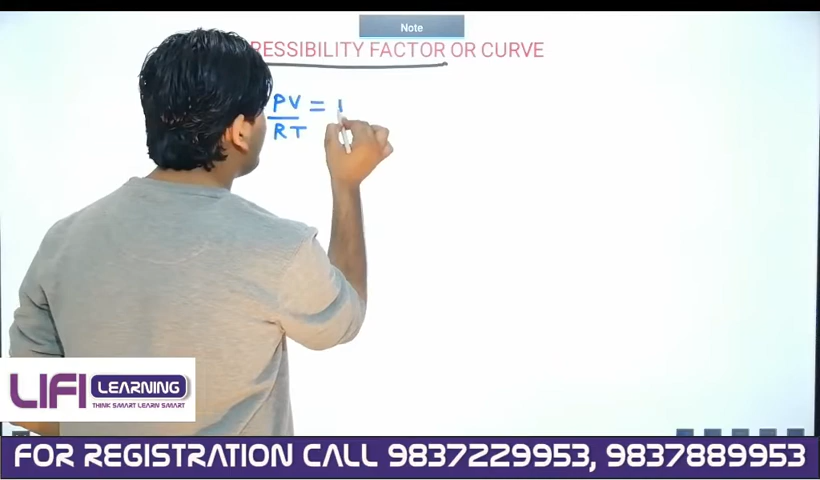 Note
RESSIBILITY FACTOR OR CURVE
PV = 1
RT
LIFI LEARNING
THINK SMART LEARN SMART
FOR REGISTRATION CALL 9837229953, 9837889953